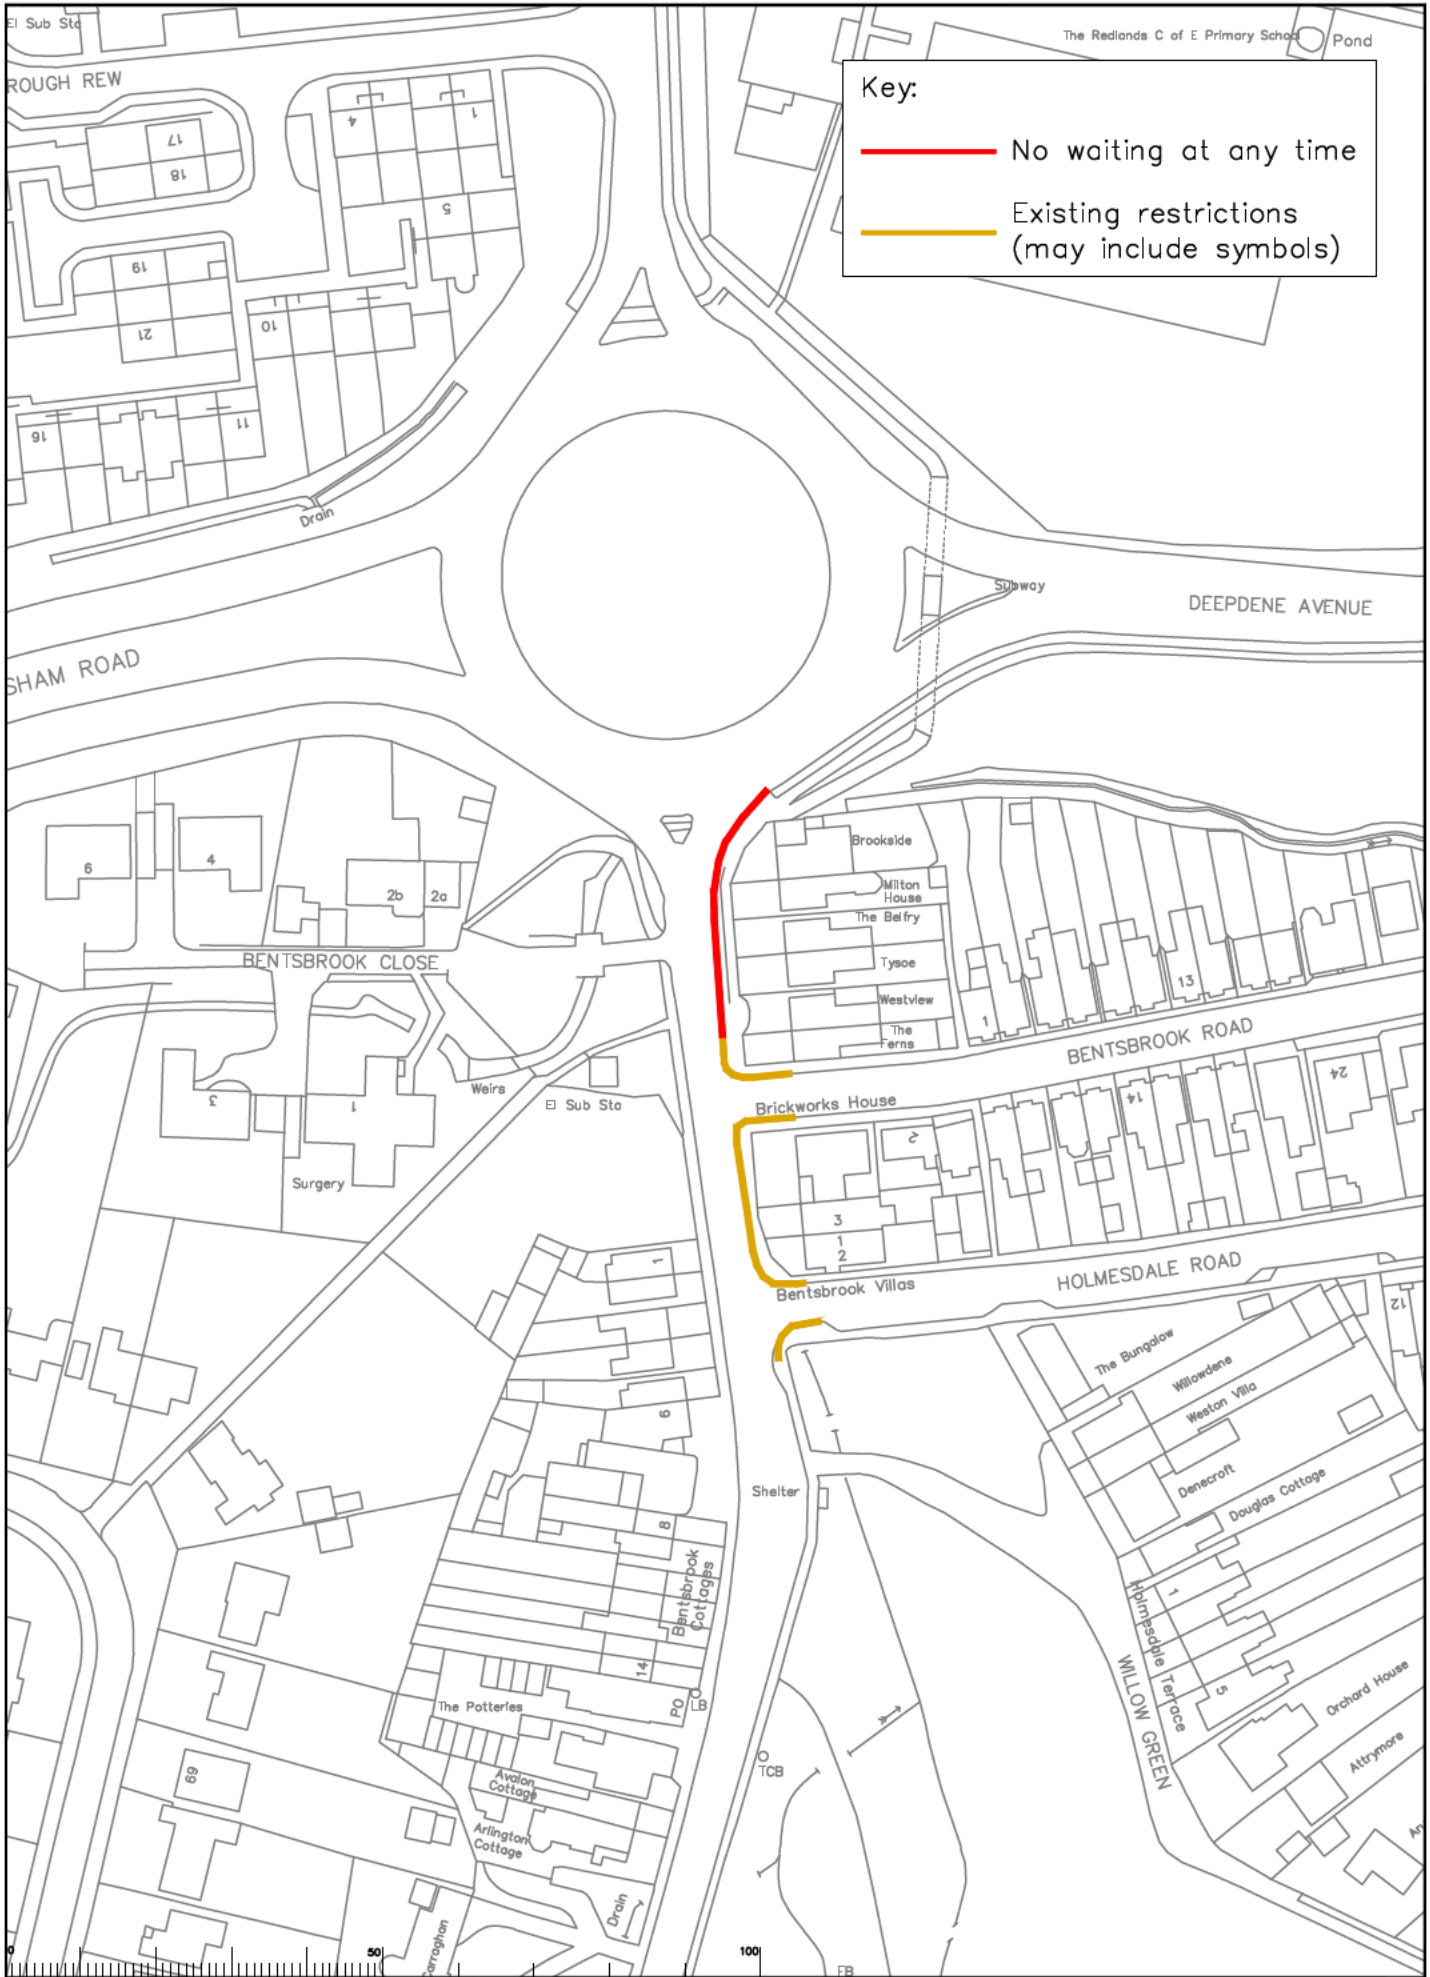 El Sub Sta
ROUGH REW
The Redlands C of E Primary School
Pond
Key:
No waiting at any time
Existing restrictions
(may include symbols)
17
18
4
1
5
19
21
10
16
11
Drain
Subway
DEEPDENE AVENUE
SHAM ROAD
Brookside
6
4
2b
2a
Milton
House
The Belfry
BENTSBROOK CLOSE
Tysoe
13
Westview
1
The
Ferns
BENTSBROOK ROAD
Weirs
3
1
El Sub Sta
Brickworks House
24
14
2
Surgery
3
1
2
1
HOLMESDALE ROAD
Bentsbrook Villas
12
The Bungalow
Willowdene
Weston Villa
6
Shelter
Denecroft
Douglas Cottage
8
Bentsbrook
Cottages
1
Holmesdale Terrace
14
5
WILLOW GREEN
Orchard House
The Potteries
PO
LB
Attrymore
TCB
69
Avalon
Cottage
Arlington
Cottage
An
Drain
Carraghan
0
50
100
FB